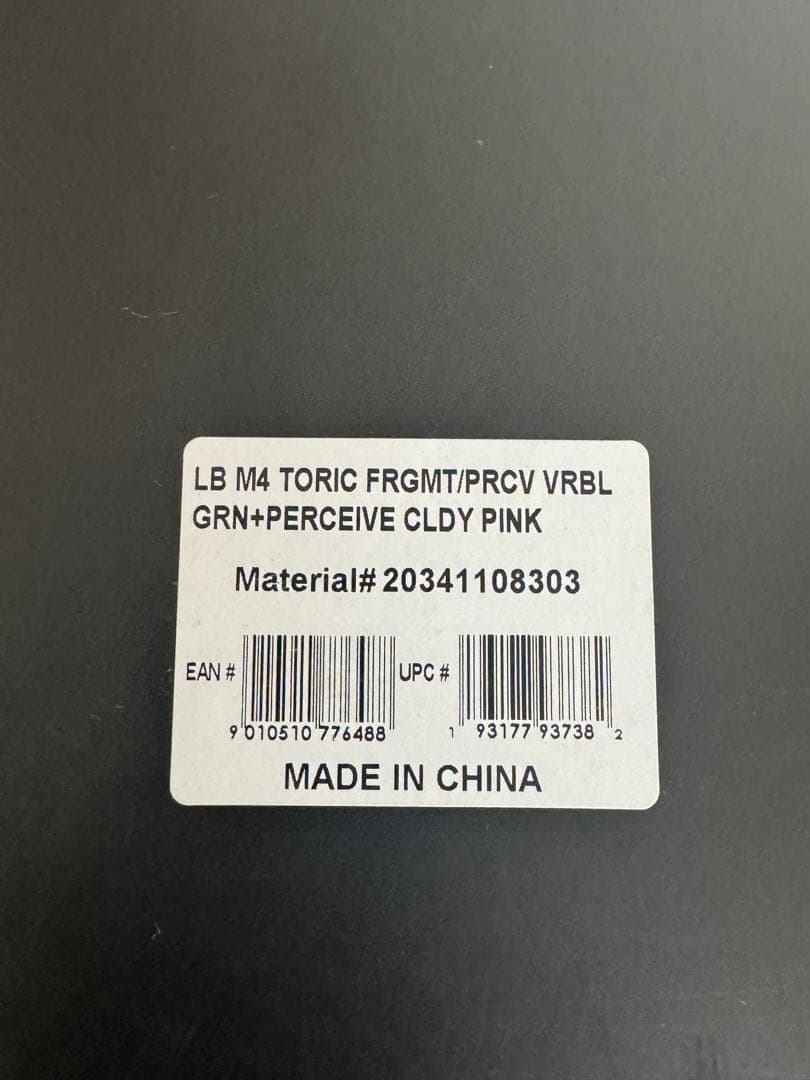 LB M4 TORIC FRGMT/PRCV VRBL
GRN+PERCEIVE CLDY PINK
Material# 20341108303
EAN # UPC #
9 010510 776488 1 93177 93738 2
MADE IN CHINA